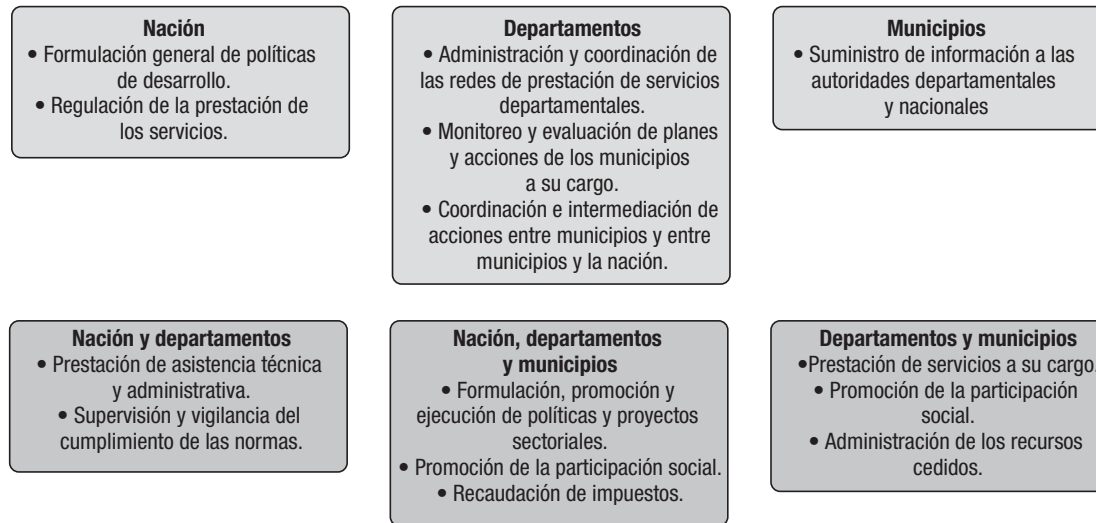 Nación
• Formulación general de políticas
de desarrollo.
• Regulación de la prestación de
los servicios.
Departamentos
• Administración y coordinación de
las redes de prestación de servicios
departamentales.
• Monitoreo y evaluación de planes
y acciones de los municipios
a su cargo.
• Coordinación e intermediación de
acciones entre municipios y entre
municipios y la nación.
Municipios
• Suministro de información a las
autoridades departamentales
y nacionales
Nación y departamentos
• Prestación de asistencia técnica
y administrativa.
• Supervisión y vigilancia del
cumplimiento de las normas.
Nación, departamentos
y municipios
• Formulación, promoción y
ejecución de políticas y proyectos
sectoriales.
• Promoción de la participación social.
• Recaudación de impuestos.
Departamentos y municipios
•Prestación de servicios a su cargo.
• Promoción de la participación
social.
• Administración de los recursos
cedidos.